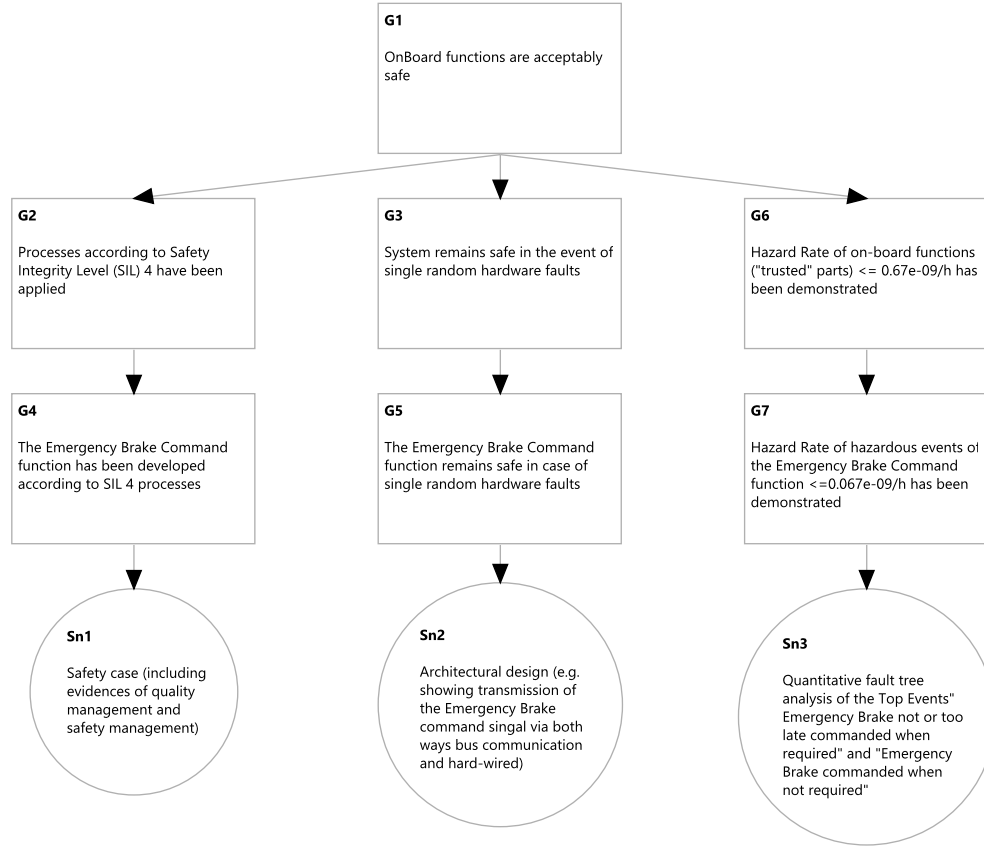 G1
OnBoard functions are acceptably
safe
G2
Processes according to Safety
Integrity Level (SIL) 4 have been
applied
G3
System remains safe in the event of
single random hardware faults
G6
Hazard Rate of on-board functions
("trusted" parts) <= 0.67e-09/h has
been demonstrated
G4
The Emergency Brake Command
function has been developed
according to SIL 4 processes
G5
The Emergency Brake Command
function remains safe in case of
single random hardware faults
G7
Hazard Rate of hazardous events of
the Emergency Brake Command
function <=0.067e-09/h has been
demonstrated
Sn1
Safety case (including
evidences of quality
management and
safety management)
Sn2
Architectural design (e.g.
showing transmission of
the Emergency Brake
command singal via both
ways bus communication
and hard-wired)
Sn3
Quantitative fault tree
analysis of the Top Events"
Emergency Brake not or too
late commanded when
required" and "Emergency
Brake commanded when
not required"